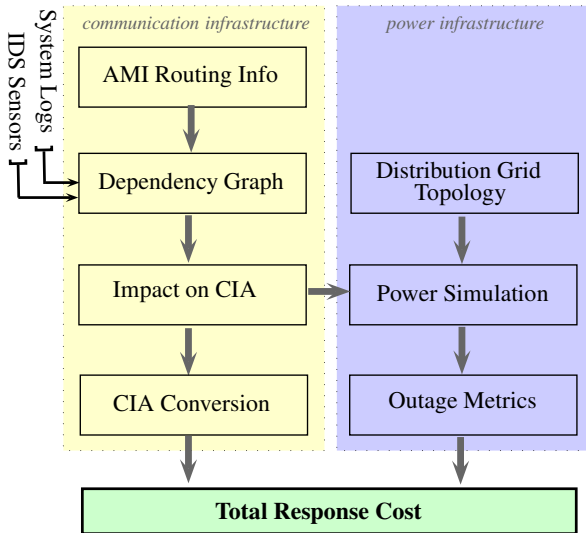 communication infrastructure
power infrastructure
System Logs
IDS Sensors
AMI Routing Info
Dependency Graph
Distribution Grid
Topology
Impact on CIA
Power Simulation
CIA Conversion
Outage Metrics
Total Response Cost